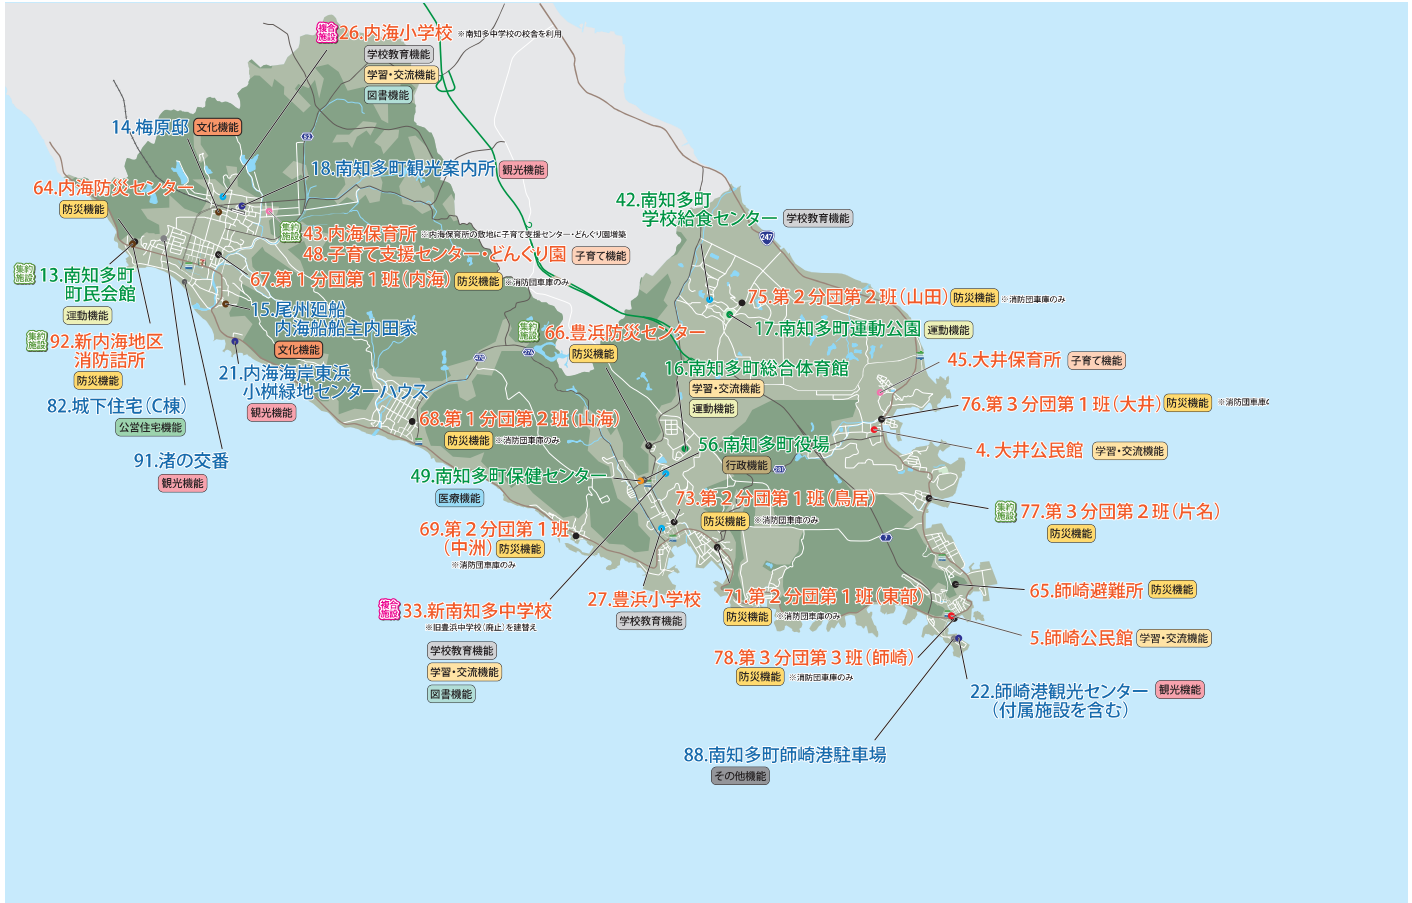 複合
施設
26.内海小学校 ※南知多中学校の校舎を利用
学校教育機能
学習・交流機能
図書機能
14.梅原邸 文化機能
18.南知多町観光案内所 観光機能
64.内海防災センター
防災機能
42.南知多町
学校給食センター 学校教育機能
247
52
集約
施設
43.内海保育所 ※内海保育所の敷地に子育て支援センター・どんぐり園増築
48.子育て支援センター・どんぐり園 子育て機能
集約
施設
13.南知多町
町民会館
運動機能
67.第1分団第1班(内海) 防災機能 ※消防団車庫のみ
75.第2分団第2班(山田) 防災機能 ※消防団車庫のみ
15.尾州廻船
内海船船主内田家
文化機能
17.南知多町運動公園 運動機能
集約
施設
92.新内海地区
消防詰所
防災機能
集約
施設
66.豊浜防災センター
防災機能
276
470
45.大井保育所 子育て機能
16.南知多町総合体育館
学習・交流機能
運動機能
21.内海海岸東浜
小桝緑地センターハウス
観光機能
82.城下住宅(C棟)
公営住宅機能
76.第3分団第1班(大井) 防災機能 ※消防団車庫
68.第1分団第2班(山海)
防災機能 ※消防団車庫のみ
56.南知多町役場
行政機能
281
4. 大井公民館 学習・交流機能
91.渚の交番
観光機能
49.南知多町保健センター
医療機能
73.第2分団第1班(鳥居)
防災機能 ※消防団車庫のみ
集約
施設
77.第3分団第2班(片名)
防災機能
69.第2分団第1班
(中洲) 防災機能
※消防団車庫のみ
7
65.師崎避難所 防災機能
27.豊浜小学校
学校教育機能
71.第2分団第1班(東部)
防災機能 ※消防団車庫のみ
複合
施設
33.新南知多中学校
※旧豊浜中学校(廃止)を建替え
学校教育機能
学習・交流機能
図書機能
5.師崎公民館 学習・交流機能
78.第3分団第3班(師崎)
防災機能 ※消防団車庫のみ
22.師崎港観光センター 観光機能
(付属施設を含む)
88.南知多町師崎港駐車場
その他機能